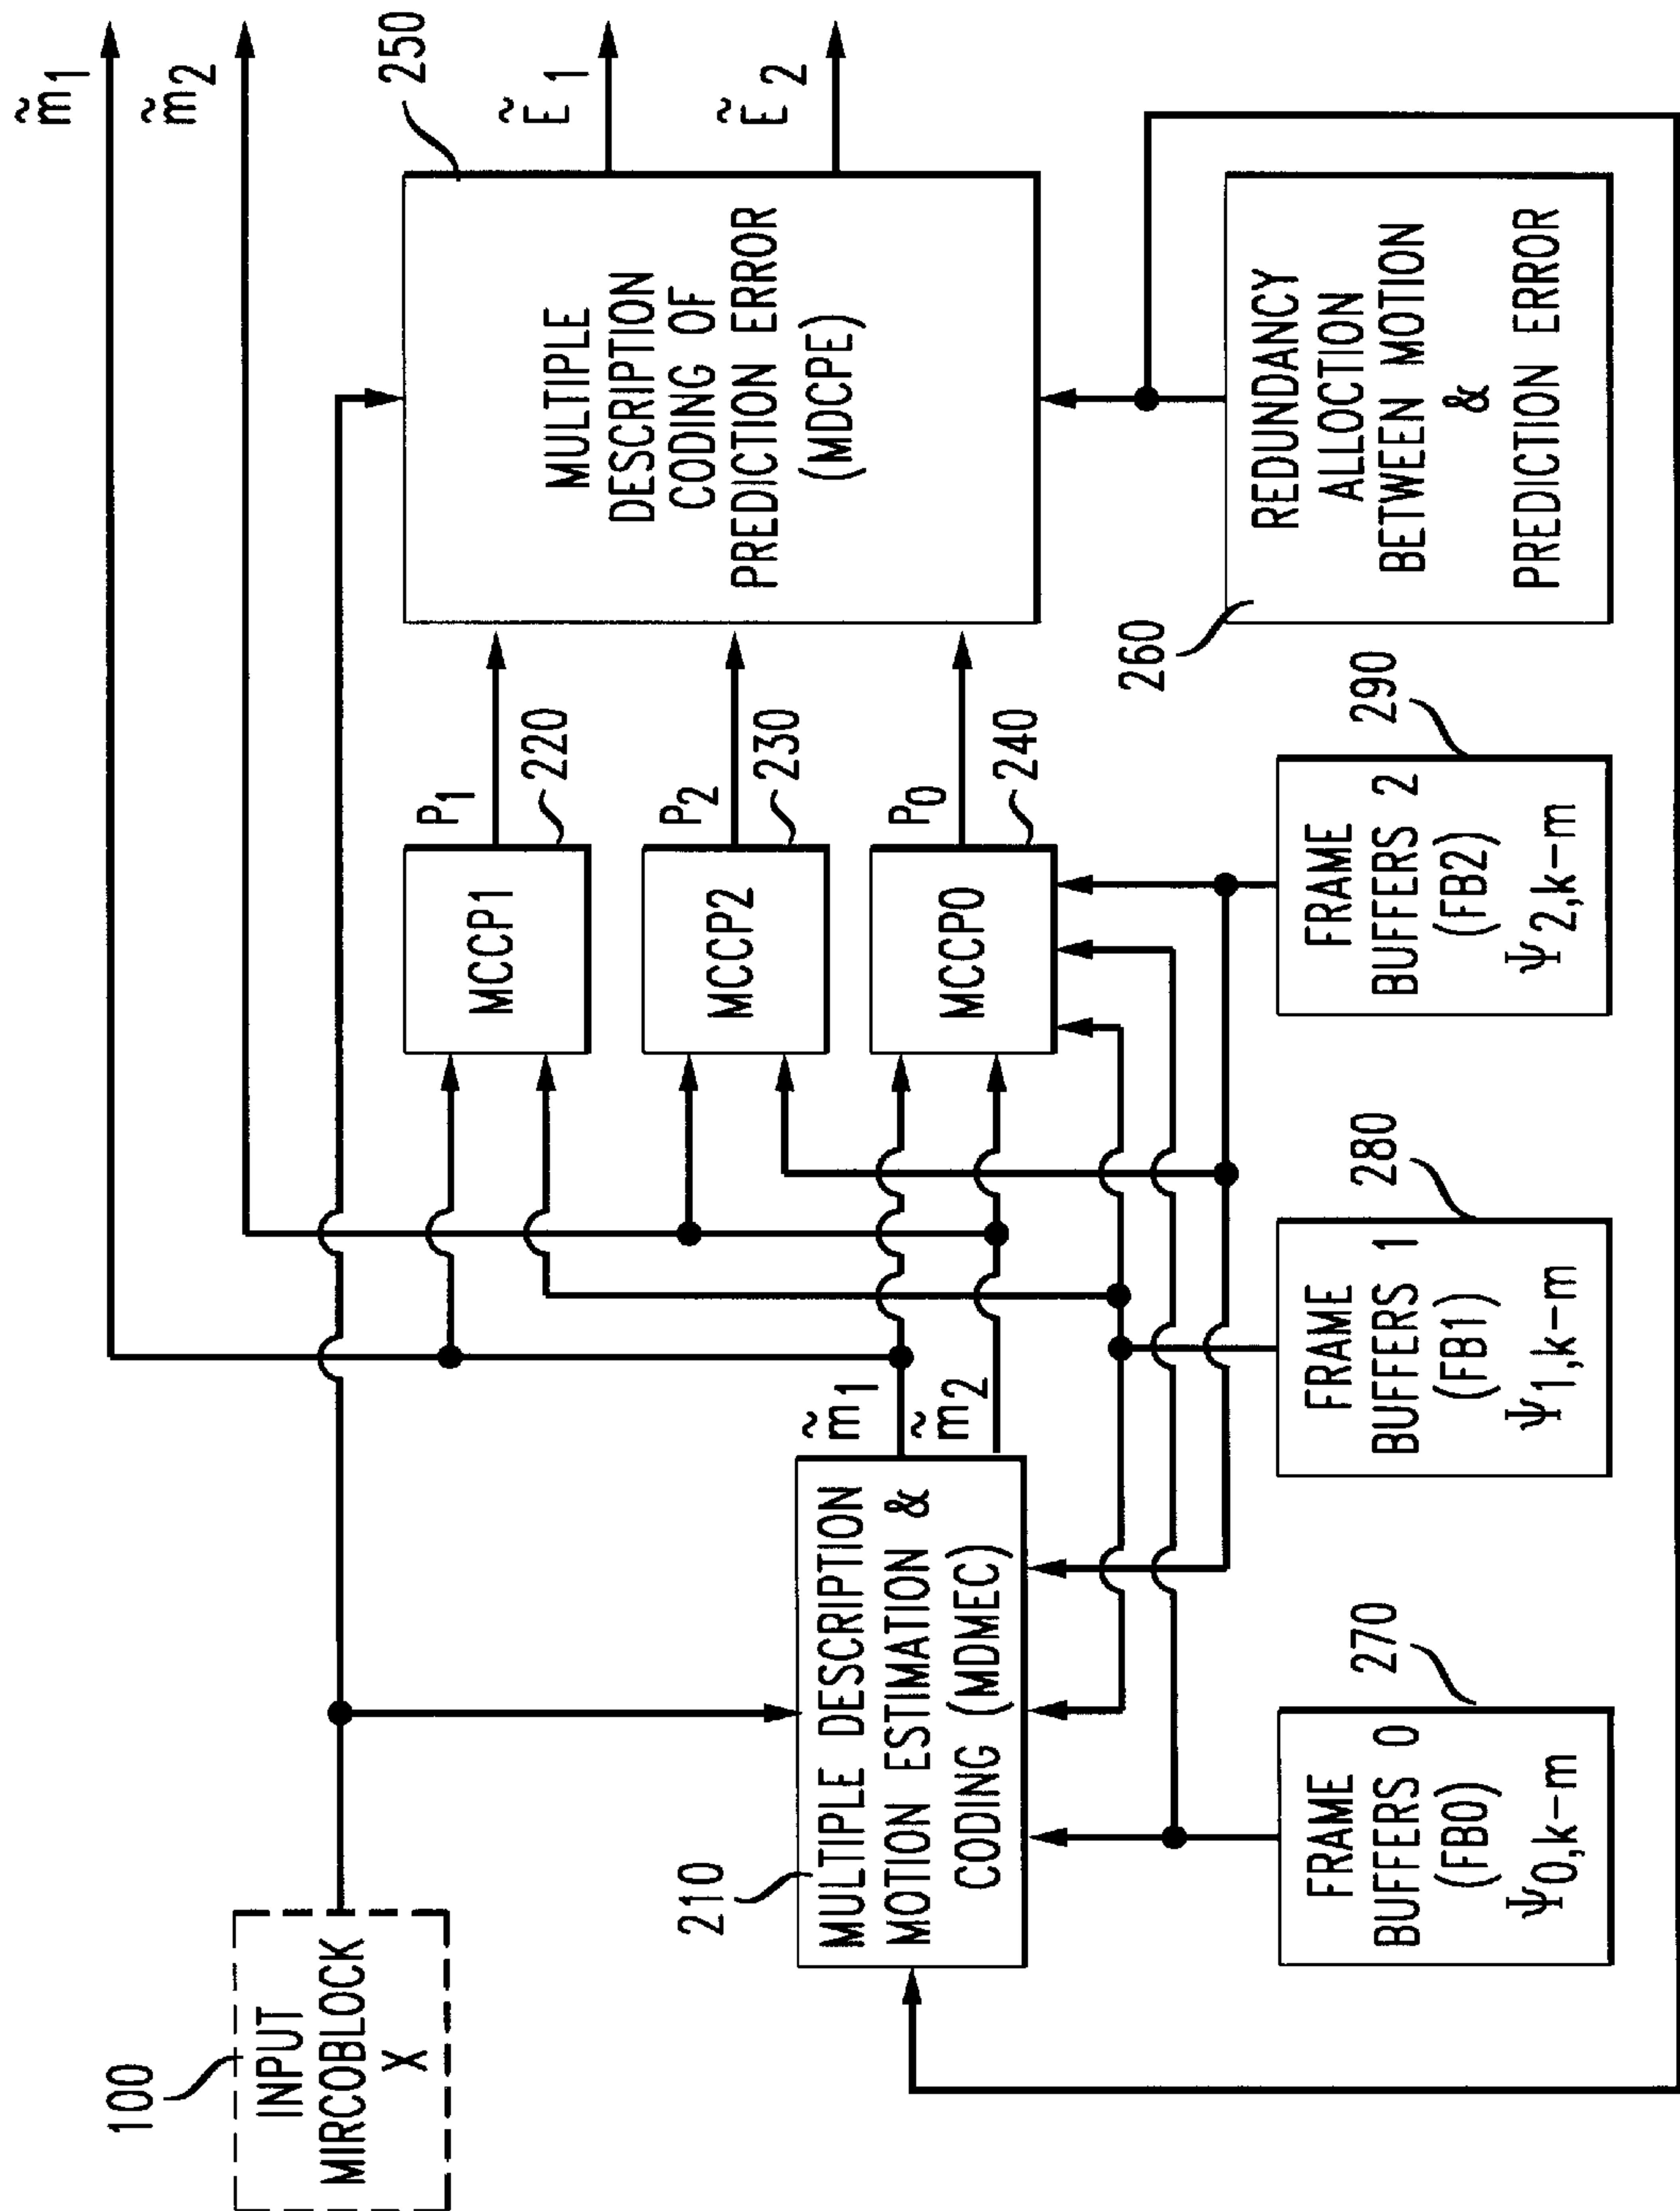 100
INPUT
MIRCOBLOCK
X
m̃1
m̃2
250
MULTIPLE
DESCRIPTION
CODING OF
PREDICTION ERROR
(MDCPE)
Ẽ1
Ẽ2
MCCP1
P1
220
MCCP2
P2
230
MCCP0
P0
240
210
MULTIPLE DESCRIPTION
MOTION ESTIMATION &
CODING (MDMEC)
m̃1
m̃2
260
REDUNDANCY
ALLOCTION
BETWEEN MOTION
&
PREDICTION ERROR
270
FRAME
BUFFERS 0
(FB0)
Ψ0,k-m
280
FRAME
BUFFERS 1
(FB1)
Ψ1,k-m
290
FRAME
BUFFERS 2
(FB2)
Ψ2,k-m